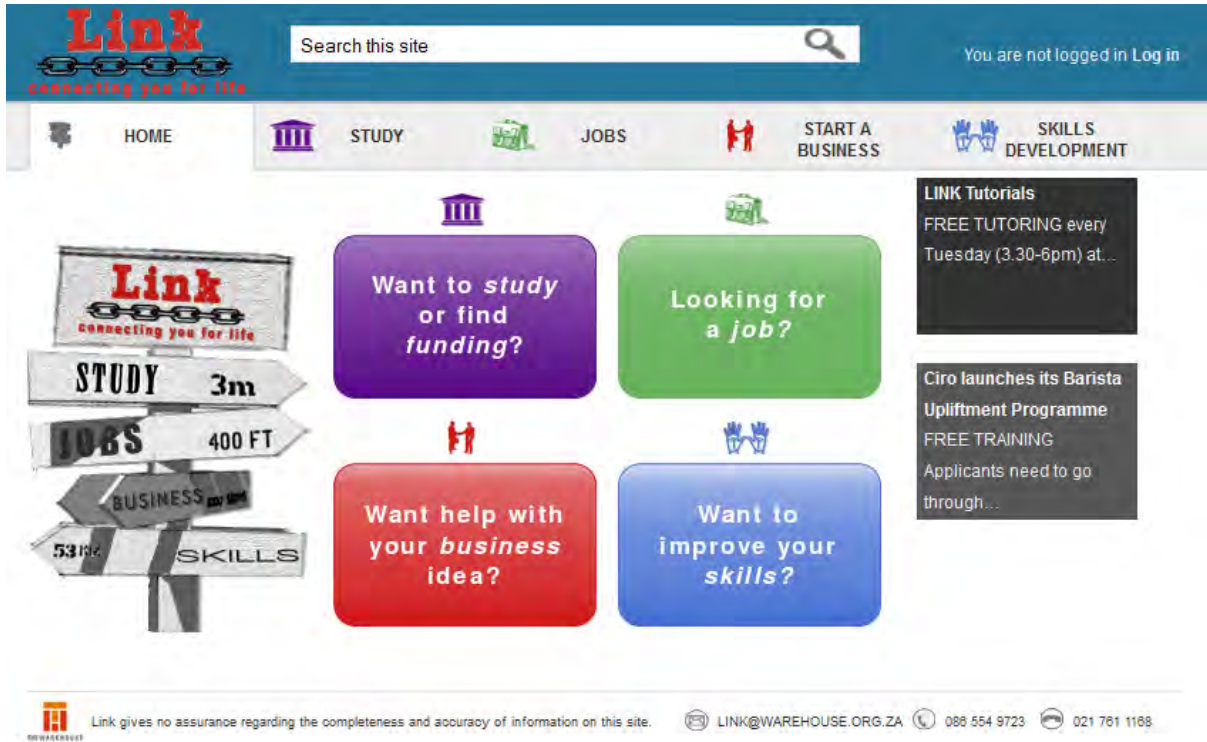 Link
connecting you for life
Search this site
You are not logged in Log in
HOME
STUDY
JOBS
START A
BUSINESS
SKILLS
DEVELOPMENT
Link
connecting you for life
STUDY 3m
JOBS 400 FT
BUSINESS
53 SKILLS
Want to study
or find
funding?
Looking for
a job?
Want help with
your business
idea?
Want to
improve your
skills?
LINK Tutorials
FREE TUTORING every
Tuesday (3.30-6pm) at...
Ciro launches its Barista
Upliftment Programme
FREE TRAINING
Applicants need to go
through...
Link gives no assurance regarding the completeness and accuracy of information on this site.
LINK@WAREHOUSE.ORG.ZA
086 554 9723
021 761 1168